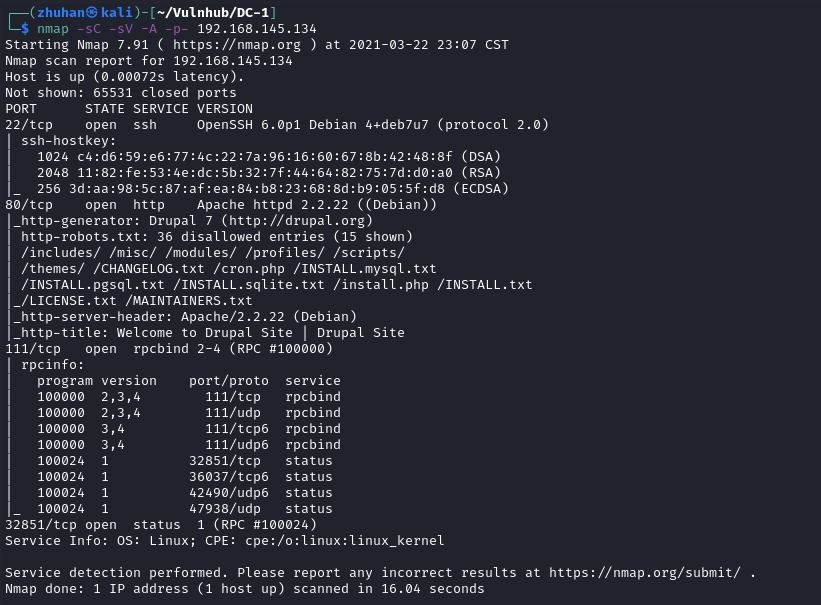 ┌──(zhuhan㉿kali)-[~/Vulnhub/DC-1]
└─$ nmap -sC -sV -A -p- 192.168.145.134
Starting Nmap 7.91 ( https://nmap.org ) at 2021-03-22 23:07 CST
Nmap scan report for 192.168.145.134
Host is up (0.00072s latency).
Not shown: 65531 closed ports
PORT      STATE SERVICE VERSION
22/tcp    open  ssh     OpenSSH 6.0p1 Debian 4+deb7u7 (protocol 2.0)
| ssh-hostkey:
|   1024 c4:d6:59:e6:77:4c:22:7a:96:16:60:67:8b:42:48:8f (DSA)
|   2048 11:82:fe:53:4e:dc:5b:32:7f:44:64:82:75:7d:d0:a0 (RSA)
|_  256 3d:aa:98:5c:87:af:ea:84:b8:23:68:8d:b9:05:5f:d8 (ECDSA)
80/tcp    open  http    Apache httpd 2.2.22 ((Debian))
|_http-generator: Drupal 7 (http://drupal.org)
| http-robots.txt: 36 disallowed entries (15 shown)
| /includes/ /misc/ /modules/ /profiles/ /scripts/
| /themes/ /CHANGELOG.txt /cron.php /INSTALL.mysql.txt
| /INSTALL.pgsql.txt /INSTALL.sqlite.txt /install.php /INSTALL.txt
|_/LICENSE.txt /MAINTAINERS.txt
|_http-server-header: Apache/2.2.22 (Debian)
|_http-title: Welcome to Drupal Site | Drupal Site
111/tcp   open  rpcbind 2-4 (RPC #100000)
| rpcinfo:
|   program version    port/proto  service
|   100000  2,3,4        111/tcp   rpcbind
|   100000  2,3,4        111/udp   rpcbind
|   100000  3,4          111/tcp6  rpcbind
|   100000  3,4          111/udp6  rpcbind
|   100024  1          32851/tcp   status
|   100024  1          36037/tcp6  status
|   100024  1          42490/udp6  status
|_  100024  1          47938/udp   status
32851/tcp open  status  1 (RPC #100024)
Service Info: OS: Linux; CPE: cpe:/o:linux:linux_kernel
Service detection performed. Please report any incorrect results at https://nmap.org/submit/ .
Nmap done: 1 IP address (1 host up) scanned in 16.04 seconds